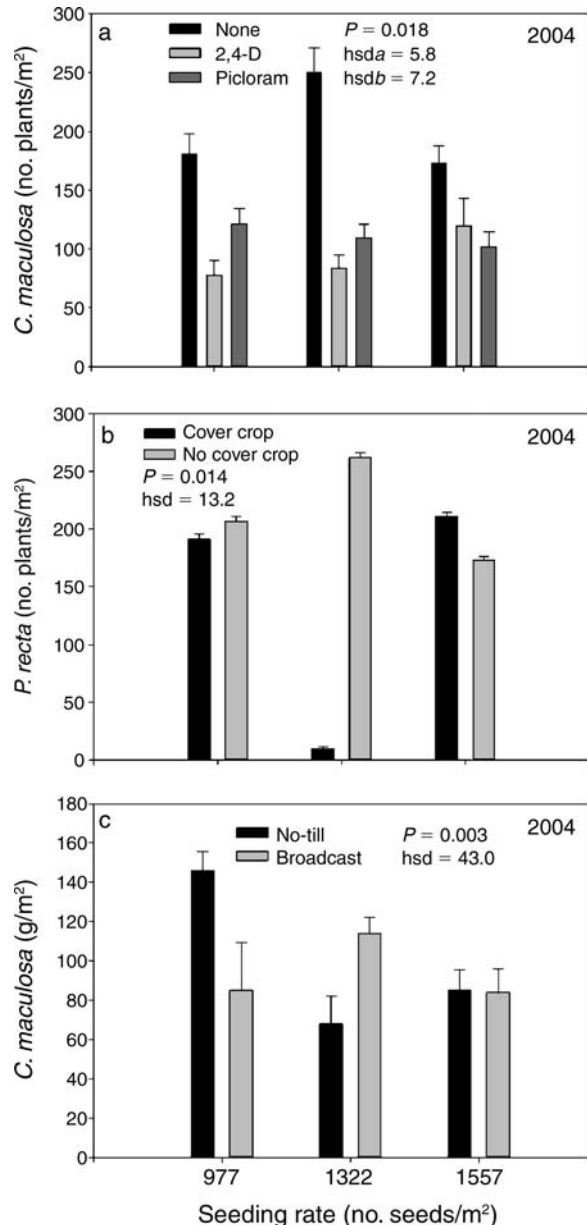 a
None
2,4-D
Picloram
P = 0.018
hsda = 5.8
hsdb = 7.2
2004
C. maculosa (no. plants/m²)
300
250
200
150
100
50
0
b
Cover crop
No cover crop
P = 0.014
hsd = 13.2
2004
P. recta (no. plants/m²)
300
250
200
150
100
50
0
c
No-till
Broadcast
P = 0.003
hsd = 43.0
2004
C. maculosa (g/m²)
180
160
140
120
100
80
60
40
20
0
977 1322 1557
Seeding rate (no. seeds/m²)